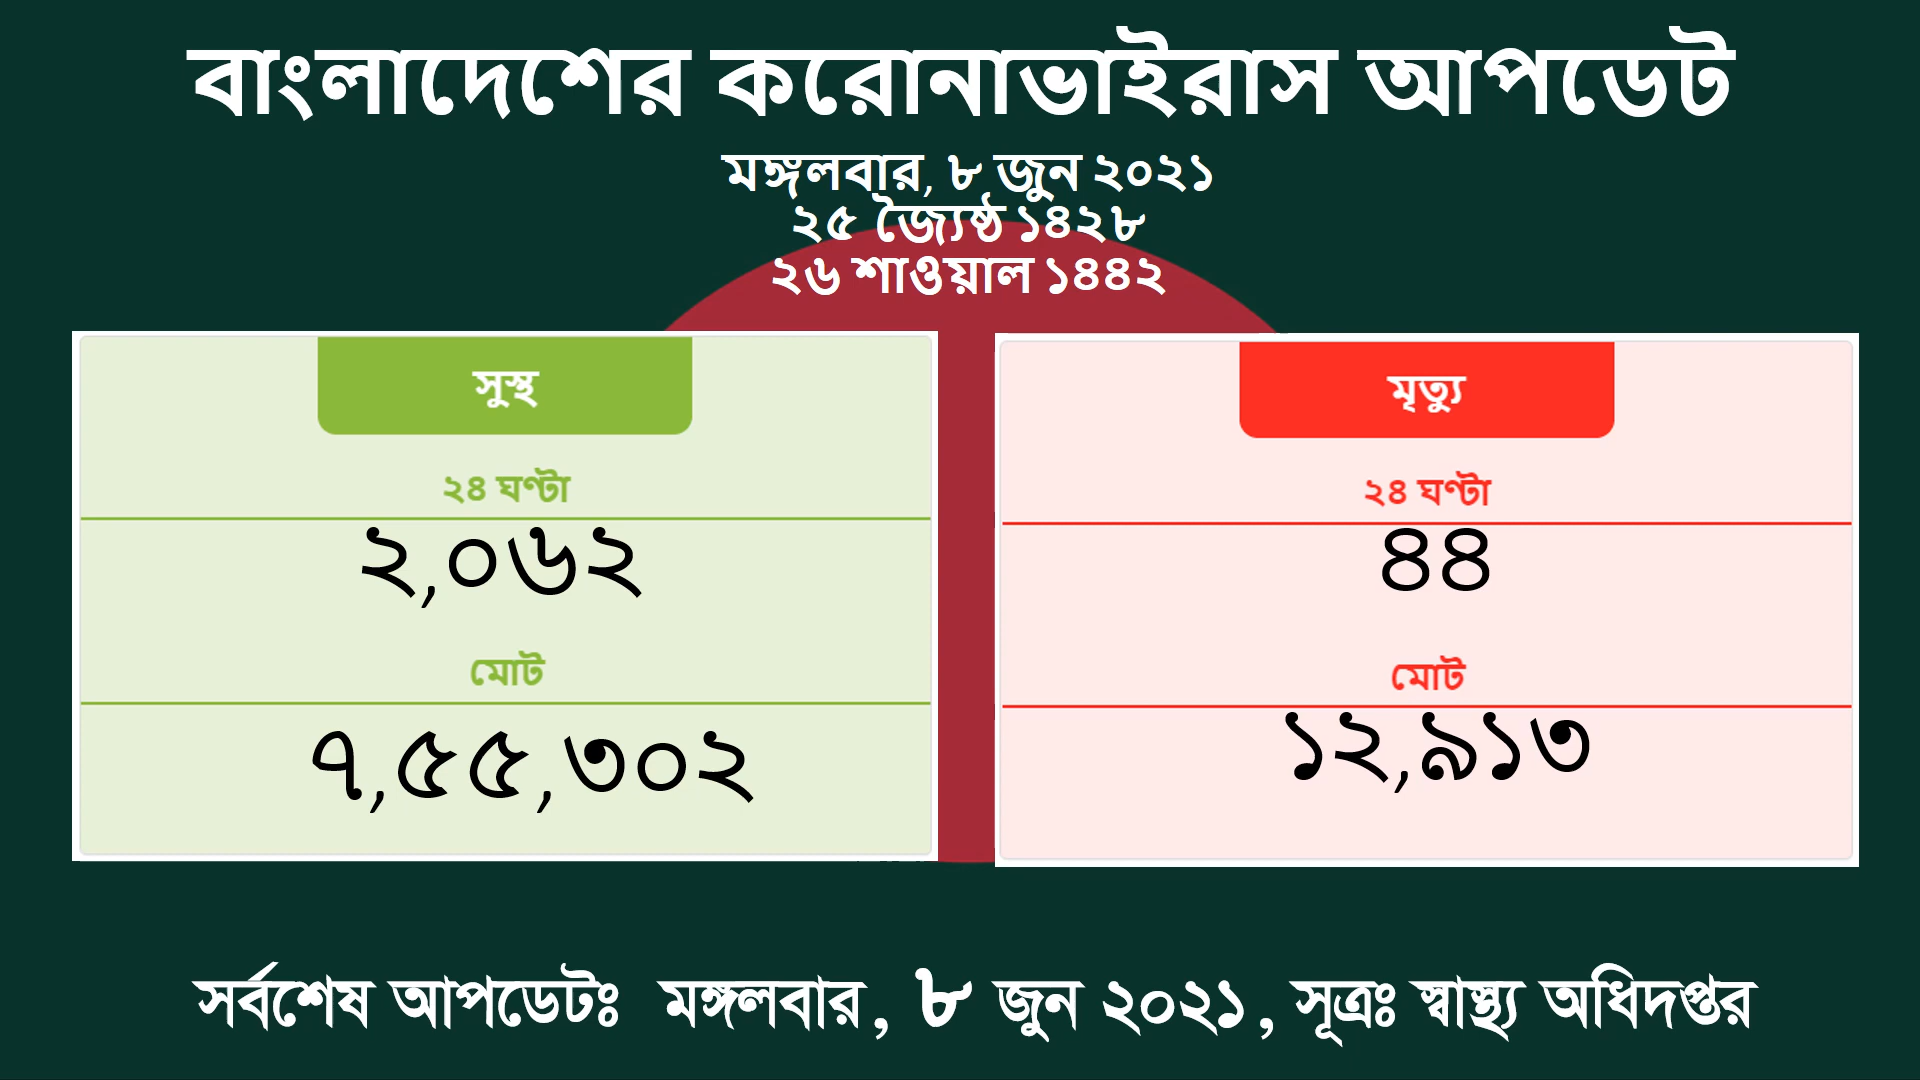 বাংলাদেশের করোনাভাইরাস আপডেট
মঙ্গলবার, ৮ জুন ২০২১
২৫ জ্যৈষ্ঠ ১৪২৮
২৬ শাওয়াল ১৪৪২
সুস্থ
২৪ ঘণ্টা
২,০৬২
মোট
৭,৫৫,৩০২
মৃত্যু
২৪ ঘণ্টা
৪৪
মোট
১২,৯১৩
সর্বশেষ আপডেটঃ মঙ্গলবার, ৮ জুন ২০২১, সূত্রঃ স্বাস্থ্য অধিদপ্তর